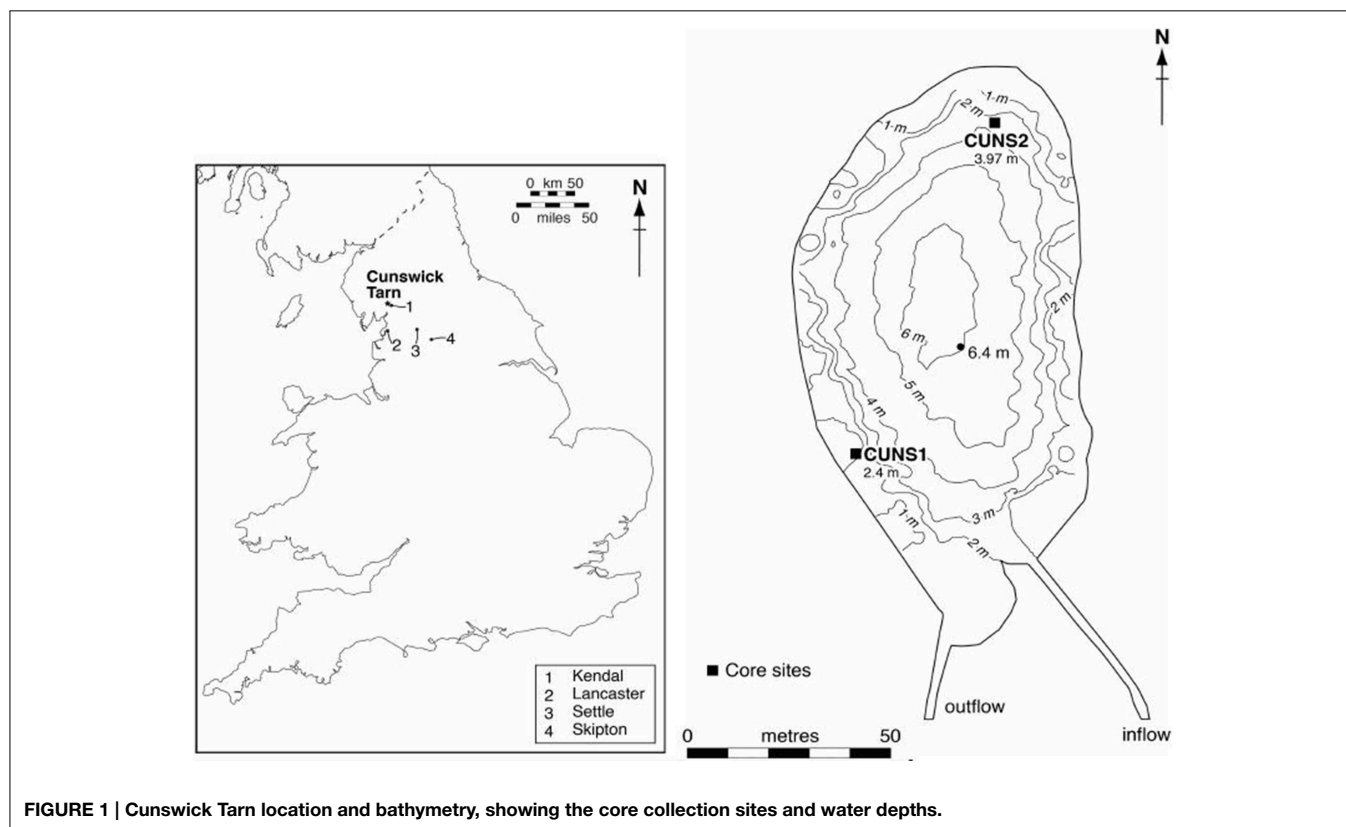 0 km 50
0 miles 50
N
Cunswick
Tarn
1
2
3
4
1 Kendal
2 Lancaster
3 Settle
4 Skipton
N
1 m
2 m
1 m
CUNS2
3.97 m
2 m
6 m
6.4 m
5 m
4 m
CUNS1
2.4 m
3 m
1 m
2 m
Core sites
outflow
inflow
0 metres 50
FIGURE 1 | Cunswick Tarn location and bathymetry, showing the core collection sites and water depths.